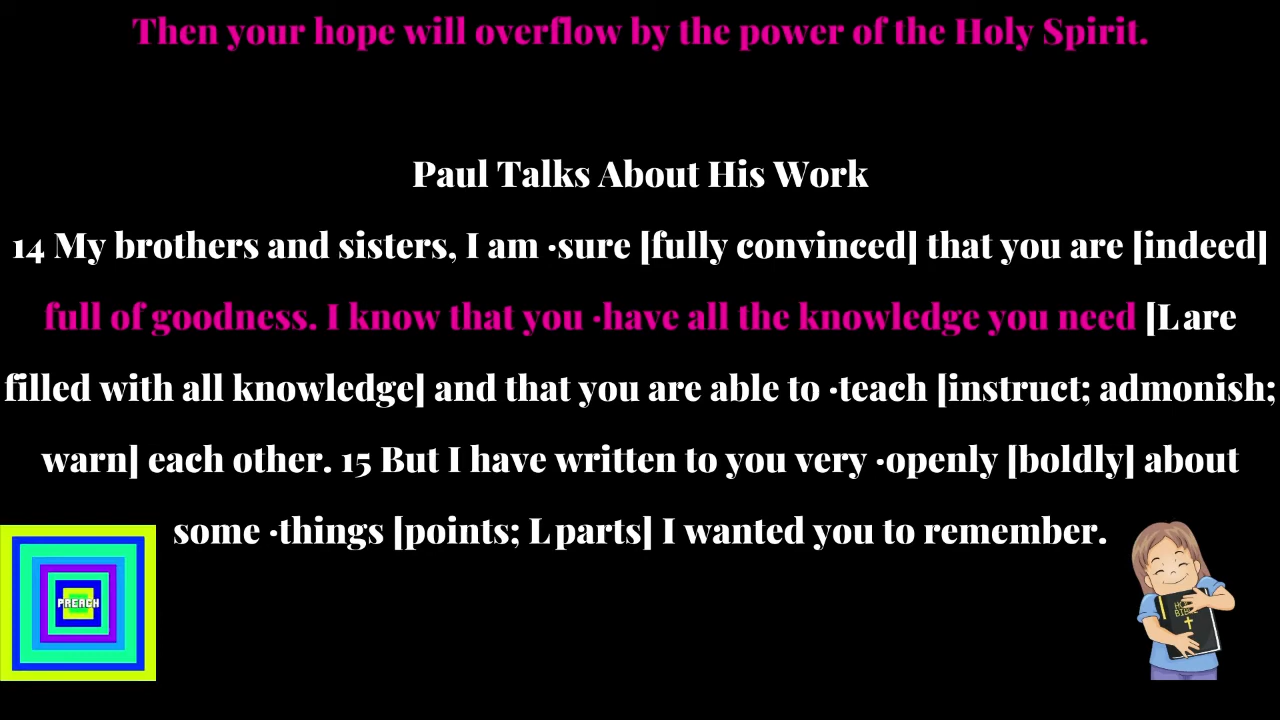 Then your hope will overflow by the power of the Holy Spirit.
Paul Talks About His Work
14 My brothers and sisters, I am ·sure [fully convinced] that you are [indeed]
full of goodness. I know that you ·have all the knowledge you need [L are
filled with all knowledge] and that you are able to ·teach [instruct; admonish;
warn] each other. 15 But I have written to you very ·openly [boldly] about
some ·things [points; L parts] I wanted you to remember.
PREACH
HOLY
BIBLE